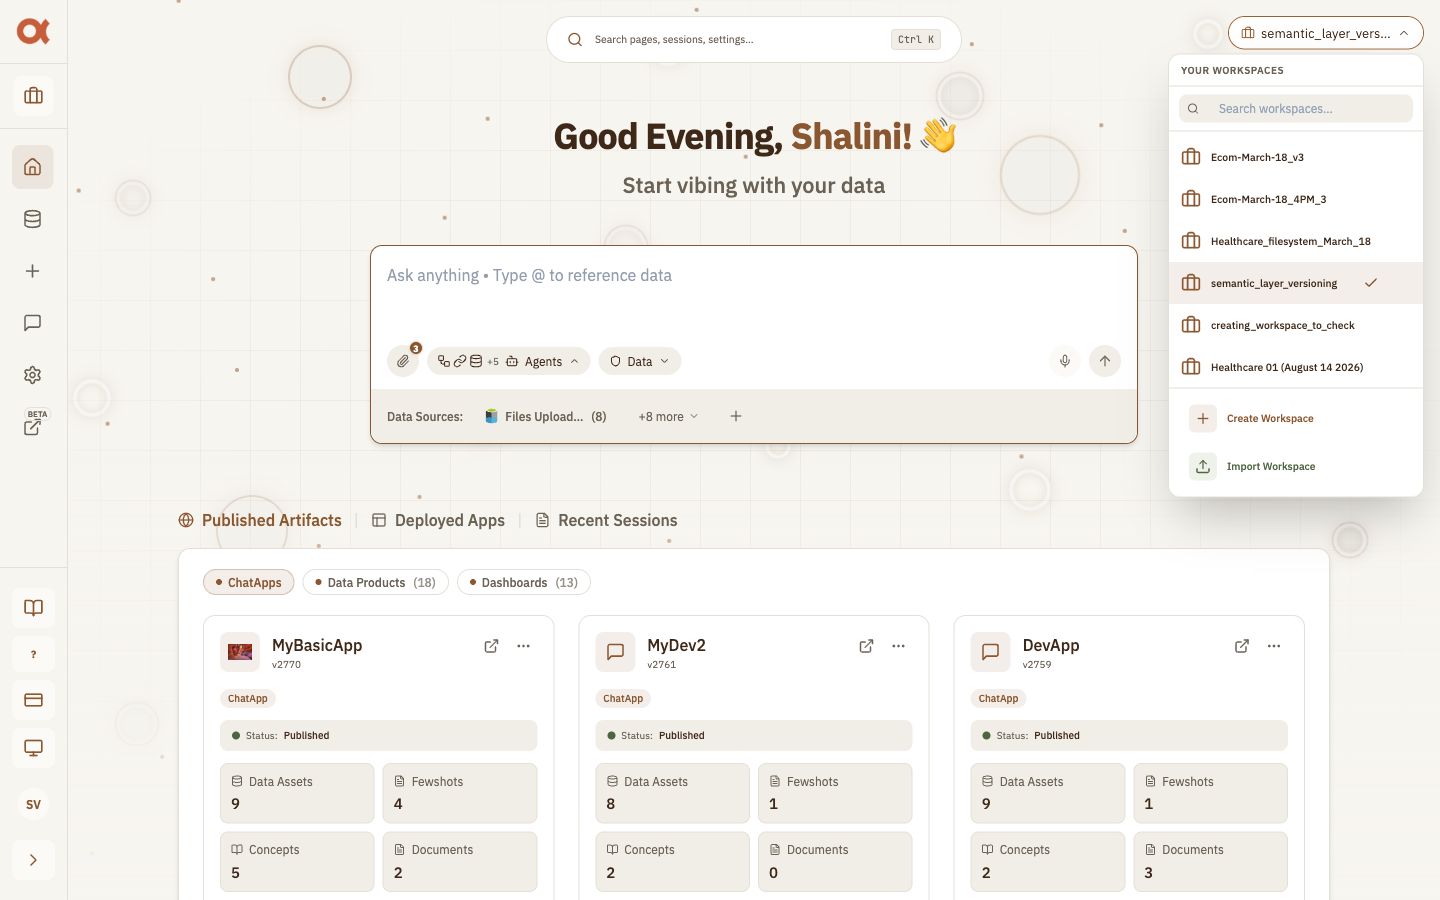 Search pages, sessions, settings...
Ctrl K
semantic_layer_vers...
YOUR WORKSPACES
Search workspaces...
Ecom-March-18_v3
Ecom-March-18_4PM_3
Healthcare_filesystem_March_18
semantic_layer_versioning
creating_workspace_to_check
Healthcare 01 (August 14 2026)
Create Workspace
Import Workspace
BETA
?
SV
Good Evening, Shalini!
Start vibing with your data
Ask anything • Type @ to reference data
3
+5
Agents
Data
Data Sources:
Files Upload... (8)
+8 more
Published Artifacts
Deployed Apps
Recent Sessions
ChatApps
Data Products (18)
Dashboards (13)
MyBasicApp
v2770
ChatApp
Status: Published
Data Assets
9
Fewshots
4
Concepts
5
Documents
2
MyDev2
v2761
ChatApp
Status: Published
Data Assets
8
Fewshots
1
Concepts
2
Documents
0
DevApp
v2759
ChatApp
Status: Published
Data Assets
9
Fewshots
1
Concepts
2
Documents
3